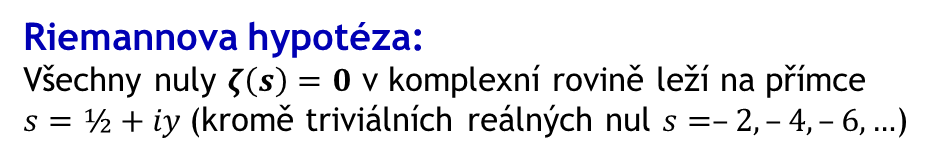 Riemannova hypotéza:
Všechny nuly ζ(s) = 0 v komplexní rovině leží na přímce
s = ½ + iy (kromě triviálních reálných nul s =– 2, – 4, – 6, …)